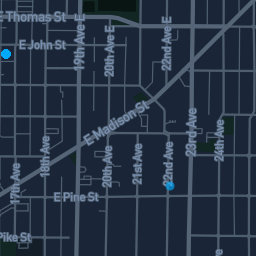 E Thomas St
E John St
19th Ave E
20th Ave E
22nd Ave E
E Madison St
17th Ave
18th Ave
20th Ave
21st Ave
22nd Ave
23rd Ave
24th Ave
E Pine St
Pike St